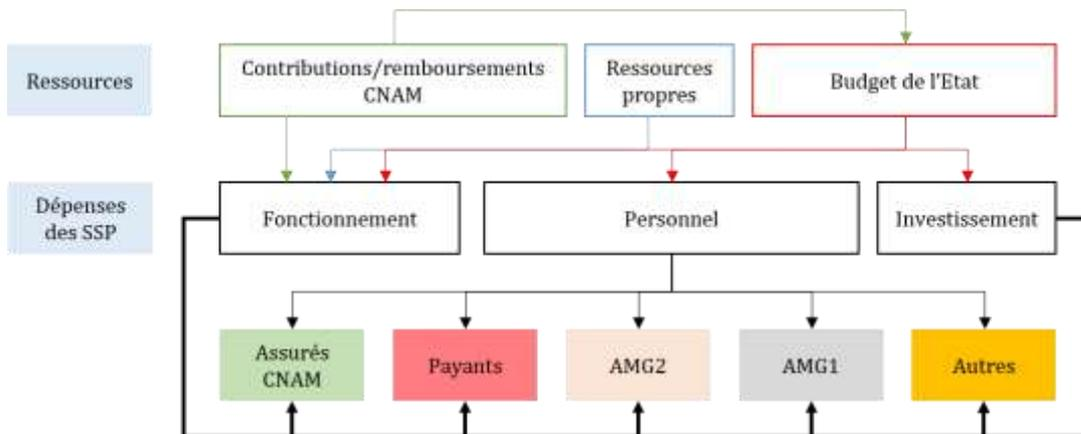 Ressources
Contributions/remboursements
CNAM
Ressources
propres
Budget de l'Etat
Dépenses
des SSP
Fonctionnement
Personnel
Investissement
Assurés
CNAM
Payants
AMG2
AMG1
Autres